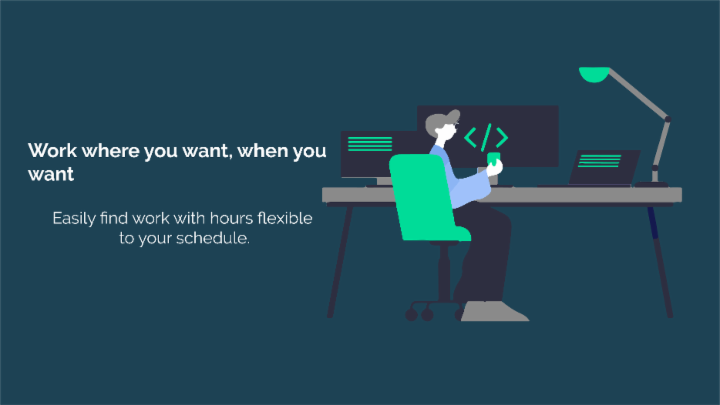 Work where you want, when you
want
Easily find work with hours flexible
to your schedule.
</>